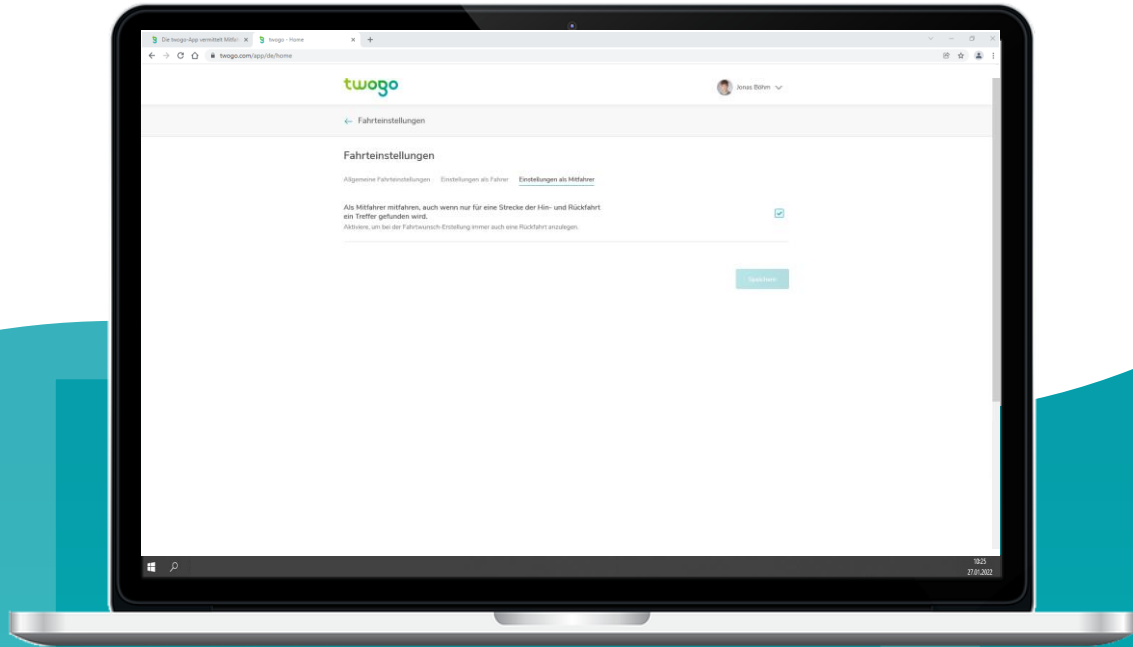 Die twogo-App vermittelt Mitfa
twogo - Home
twogo.com/app/de/home
twogo
Jonas Böhm
Fahrteinstellungen
Fahrteinstellungen
Allgemeine Fahrteinstellungen
Einstellungen als Fahrer
Einstellungen als Mitfahrer
Als Mitfahrer mitfahren, auch wenn nur für eine Strecke der Hin- und Rückfahrt
ein Treffer gefunden wird.
Aktiviere, um bei der Fahrtwunsch-Erstellung immer auch eine Rückfahrt anzulegen.
Speichern
10:25
27.01.2022